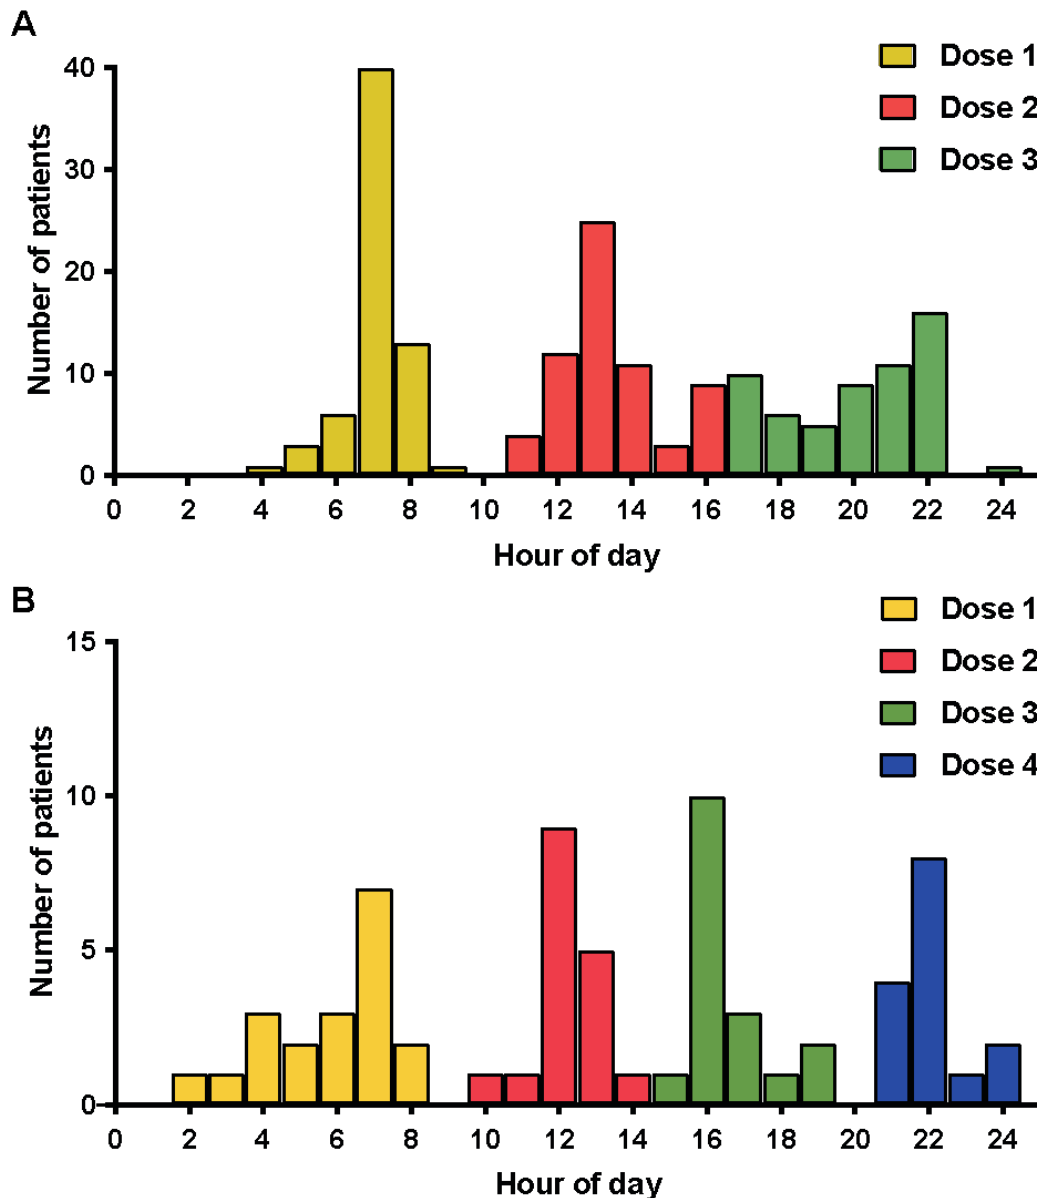 A
Dose 1
Dose 2
Dose 3
Number of patients
40
30
20
10
0
0 2 4 6 8 10 12 14 16 18 20 22 24
Hour of day
B
Dose 1
Dose 2
Dose 3
Dose 4
Number of patients
15
10
5
0
0 2 4 6 8 10 12 14 16 18 20 22 24
Hour of day